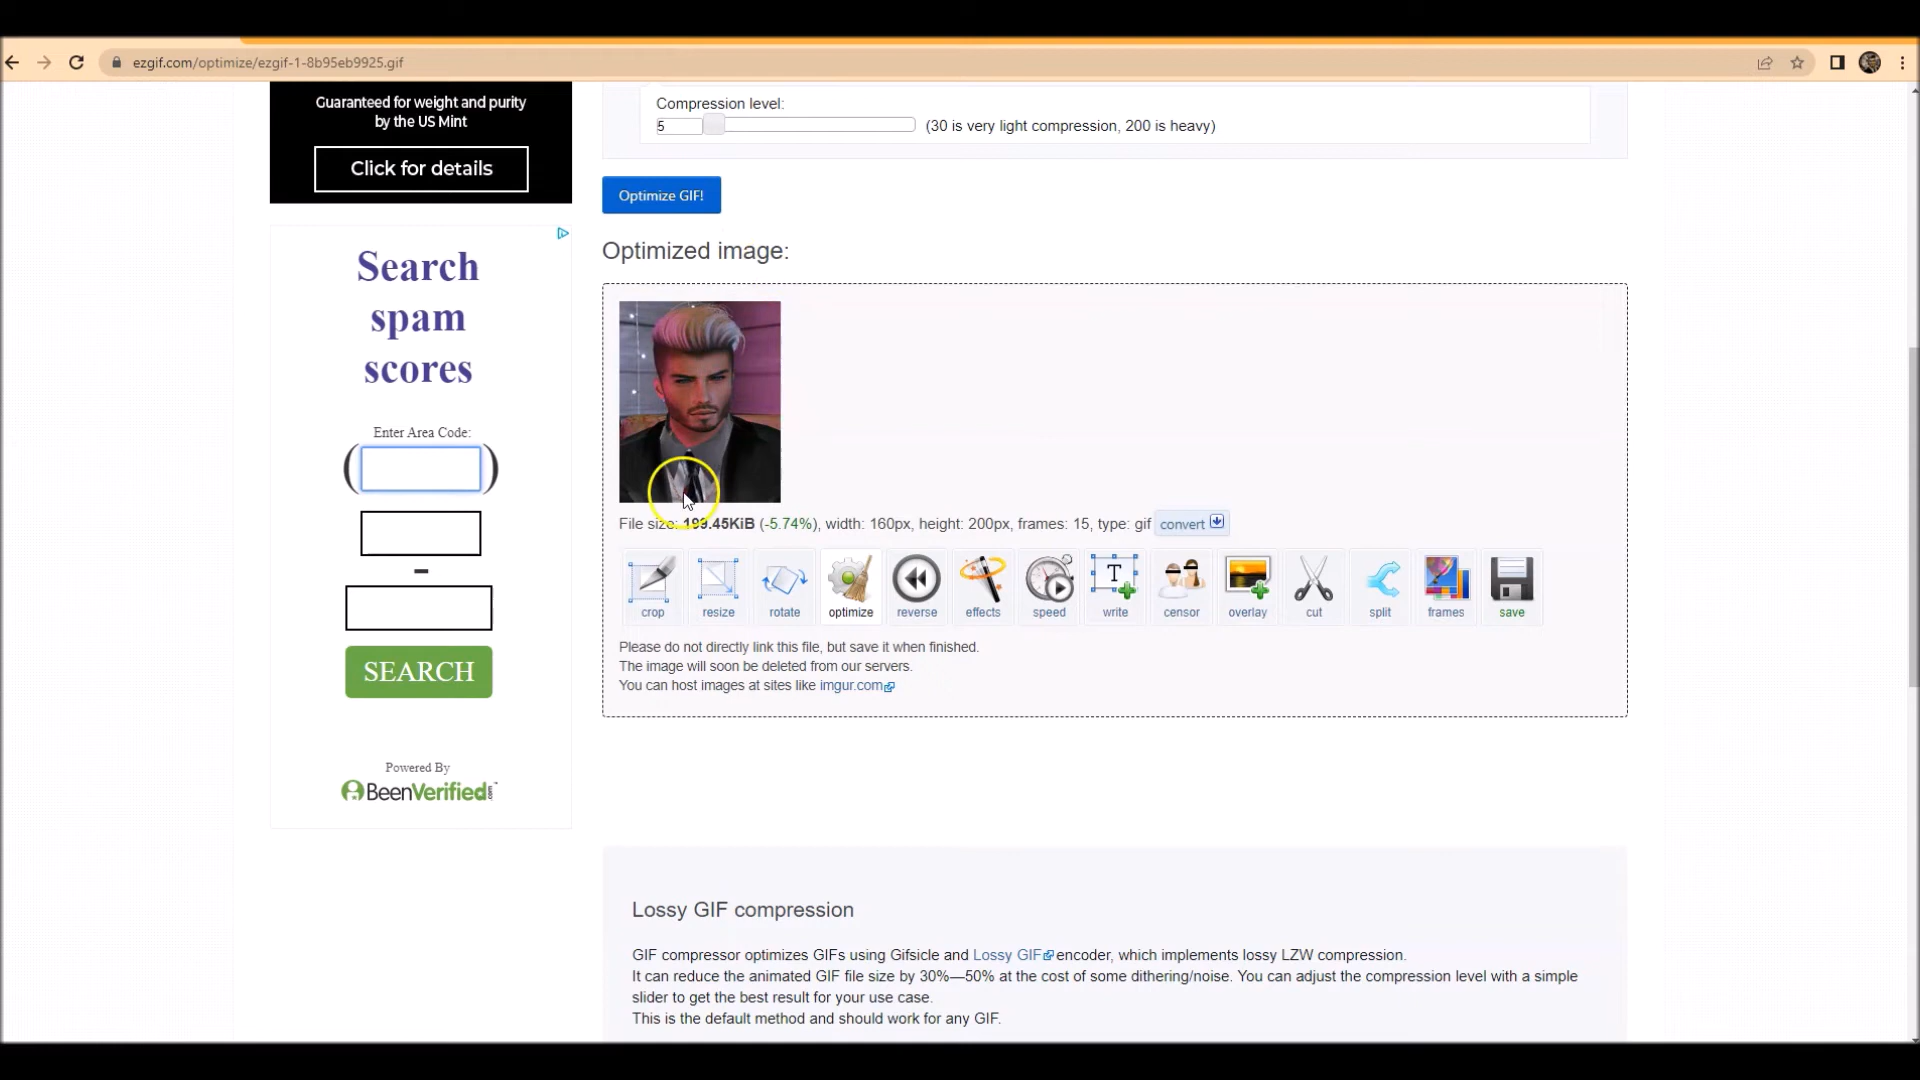 ezgif.com/optimize/ezgif-1-8b95eb9925.gif
Guaranteed for weight and purity
by the US Mint
Click for details
Search
spam
scores
Enter Area Code:
( )
-
SEARCH
Powered By
BeenVerified.com™
Compression level:
5 (30 is very light compression, 200 is heavy)
Optimize GIF!
Optimized image:
File size: 199.45KiB (-5.74%), width: 160px, height: 200px, frames: 15, type: gif convert
crop resize rotate optimize reverse effects speed write censor overlay cut split frames save
Please do not directly link this file, but save it when finished.
The image will soon be deleted from our servers.
You can host images at sites like imgur.com
Lossy GIF compression
GIF compressor optimizes GIFs using Gifsicle and Lossy GIF encoder, which implements lossy LZW compression.
It can reduce the animated GIF file size by 30%—50% at the cost of some dithering/noise. You can adjust the compression level with a simple
slider to get the best result for your use case.
This is the default method and should work for any GIF.